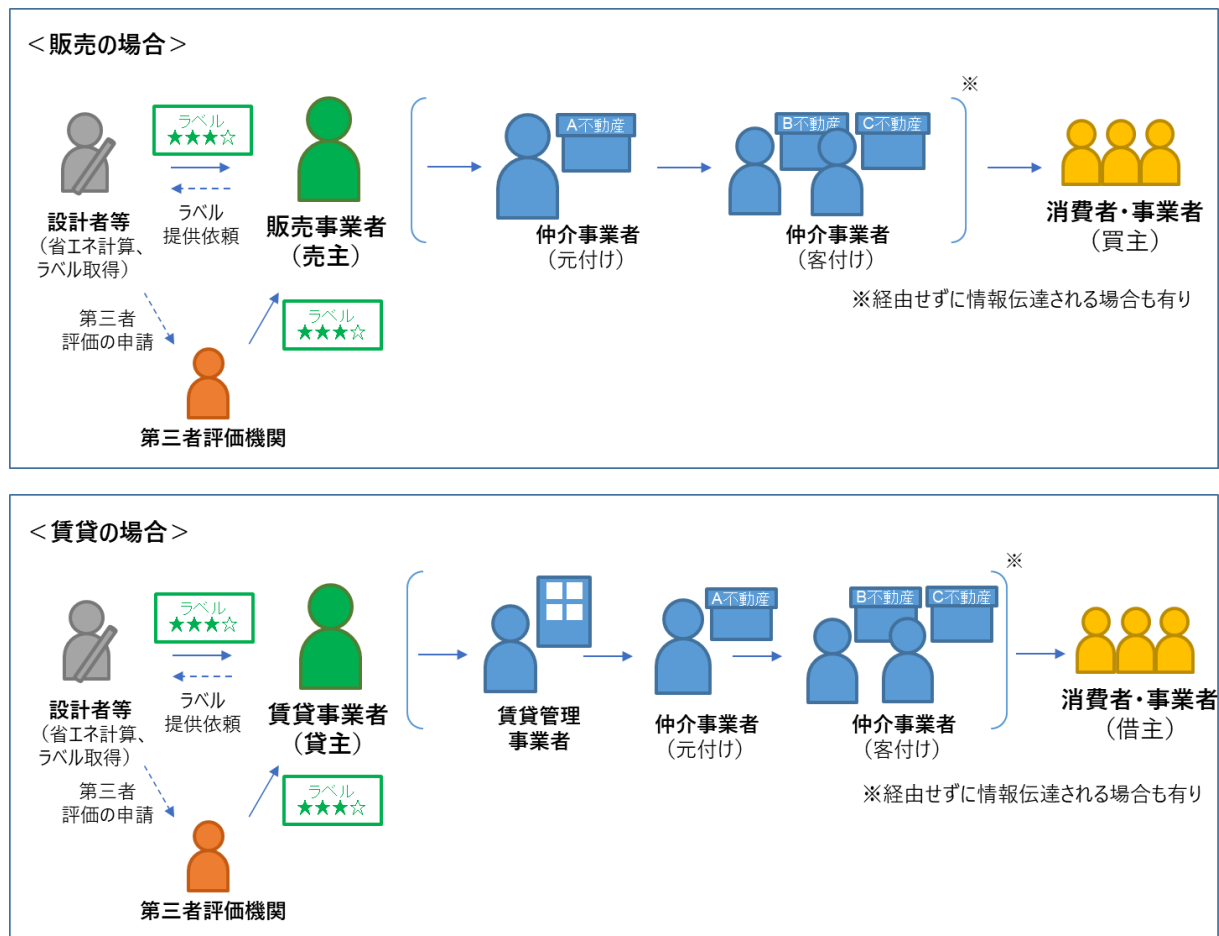 ＜販売の場合＞
※
ラベル
★★★☆
A不動産
B不動産
C不動産
設計者等
（省エネ計算、
ラベル取得）
ラベル
提供依頼
販売事業者
（売主）
仲介事業者
（元付け）
仲介事業者
（客付け）
消費者・事業者
（買主）
※経由せずに情報伝達される場合も有り
第三者
評価の申請
ラベル
★★★☆
第三者評価機関
＜賃貸の場合＞
※
ラベル
★★★☆
A不動産
B不動産
C不動産
設計者等
（省エネ計算、
ラベル取得）
ラベル
提供依頼
賃貸事業者
（貸主）
賃貸管理
事業者
仲介事業者
（元付け）
仲介事業者
（客付け）
消費者・事業者
（借主）
※経由せずに情報伝達される場合も有り
第三者
評価の申請
ラベル
★★★☆
第三者評価機関